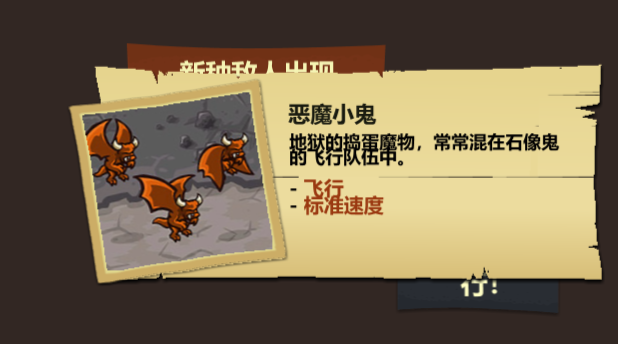 新种敌人出现
恶魔小鬼
地狱的捣蛋魔物，常常混在石像鬼
的飞行队伍中。
- 飞行
- 标准速度
行！